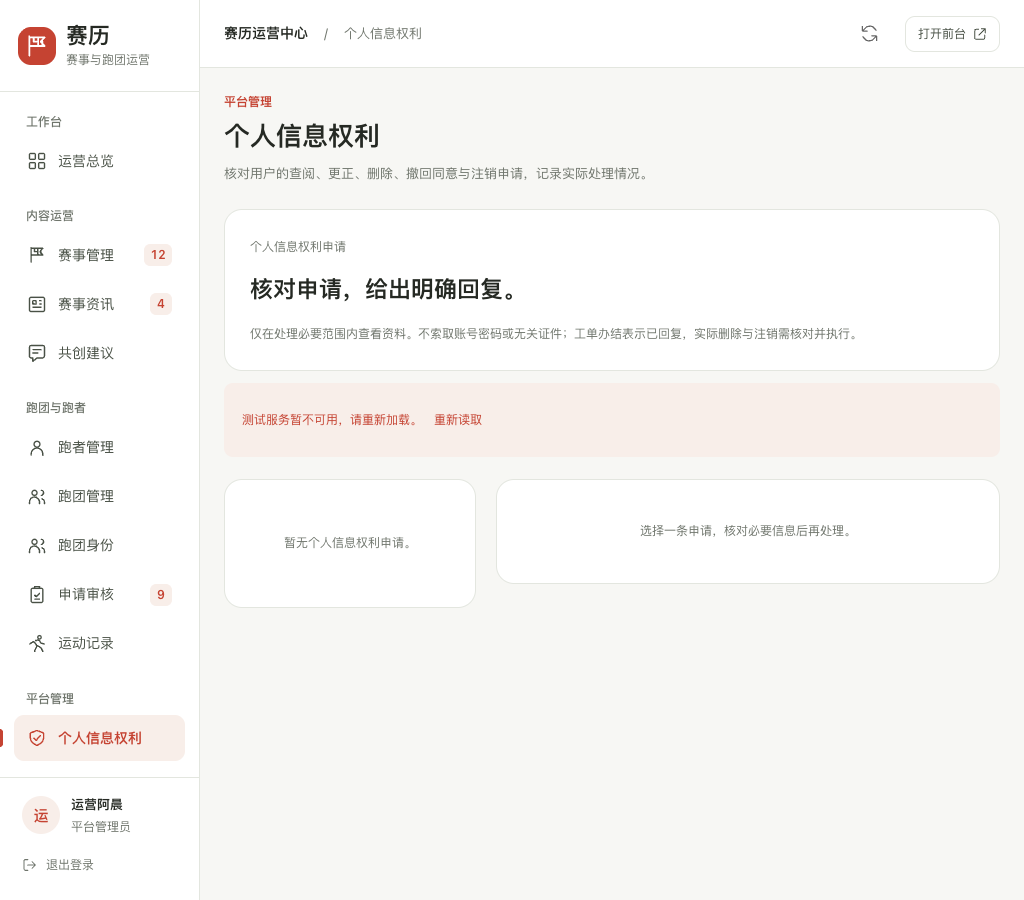 赛历
赛事与跑团运营
工作台
运营总览
内容运营
赛事管理 12
赛事资讯 4
共创建议
跑团与跑者
跑者管理
跑团管理
跑团身份
申请审核 9
运动记录
平台管理
个人信息权利
运
运营阿晨
平台管理员
退出登录
赛历运营中心 / 个人信息权利
打开前台
平台管理
个人信息权利
核对用户的查阅、更正、删除、撤回同意与注销申请，记录实际处理情况。
个人信息权利申请
核对申请，给出明确回复。
仅在处理必要范围内查看资料。不索取账号密码或无关证件；工单办结表示已回复，实际删除与注销需核对并执行。
测试服务暂不可用，请重新加载。 重新读取
暂无个人信息权利申请。
选择一条申请，核对必要信息后再处理。